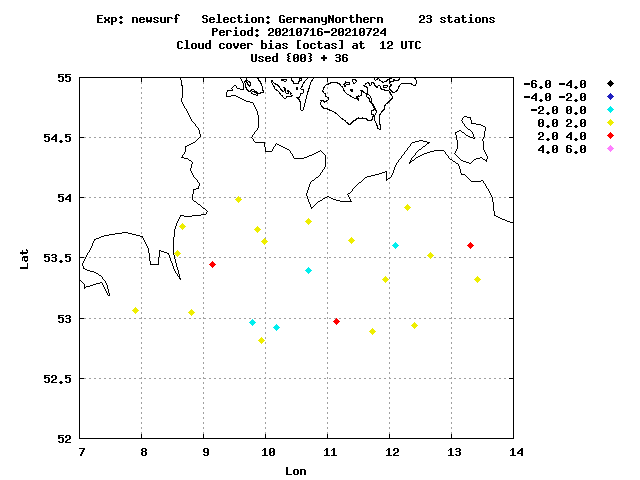 Exp: newsurf   Selection: GermanyNorthern     23 stations
Period: 20210716-20210724
Cloud cover bias [octas] at  12 UTC
Used {00} + 36
-6.0 -4.0
-4.0 -2.0
-2.0 0.0
0.0 2.0
2.0 4.0
4.0 6.0
55
54.5
54
53.5
53
52.5
52
Lat
7 8 9 10 11 12 13 14
Lon